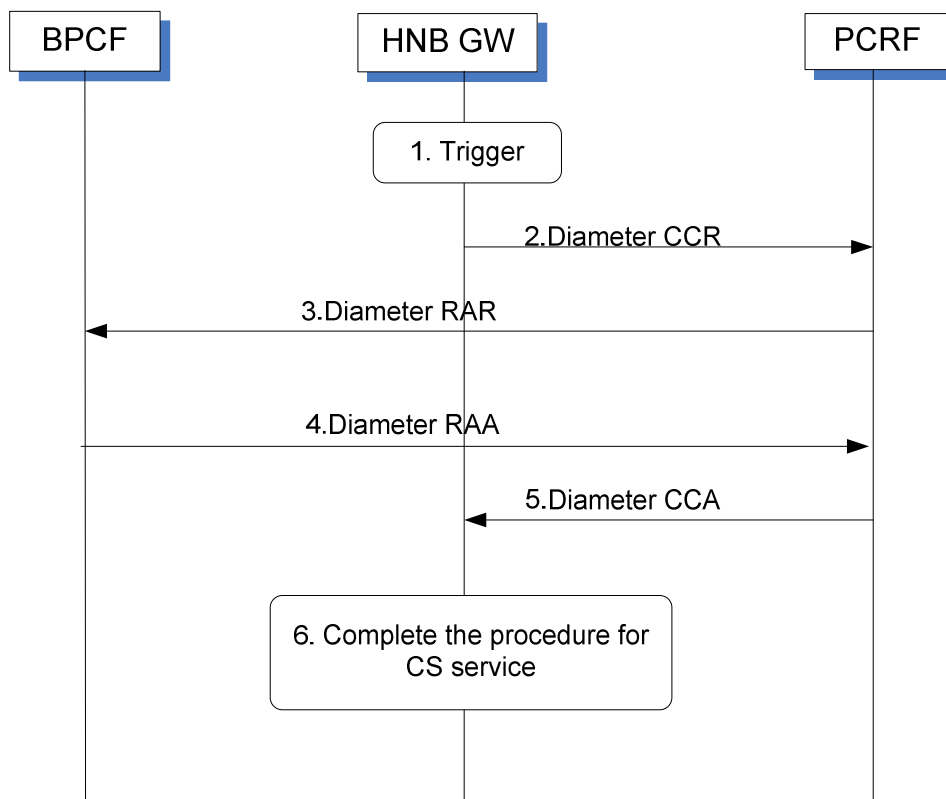 BPCF
HNB GW
PCRF
1. Trigger
2.Diameter CCR
3.Diameter RAR
4.Diameter RAA
5.Diameter CCA
6. Complete the procedure for
CS service